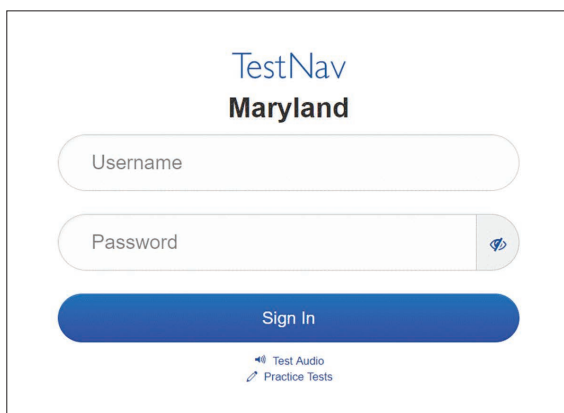 TestNav
Maryland
Username
Password
Sign In
Test Audio
Practice Tests